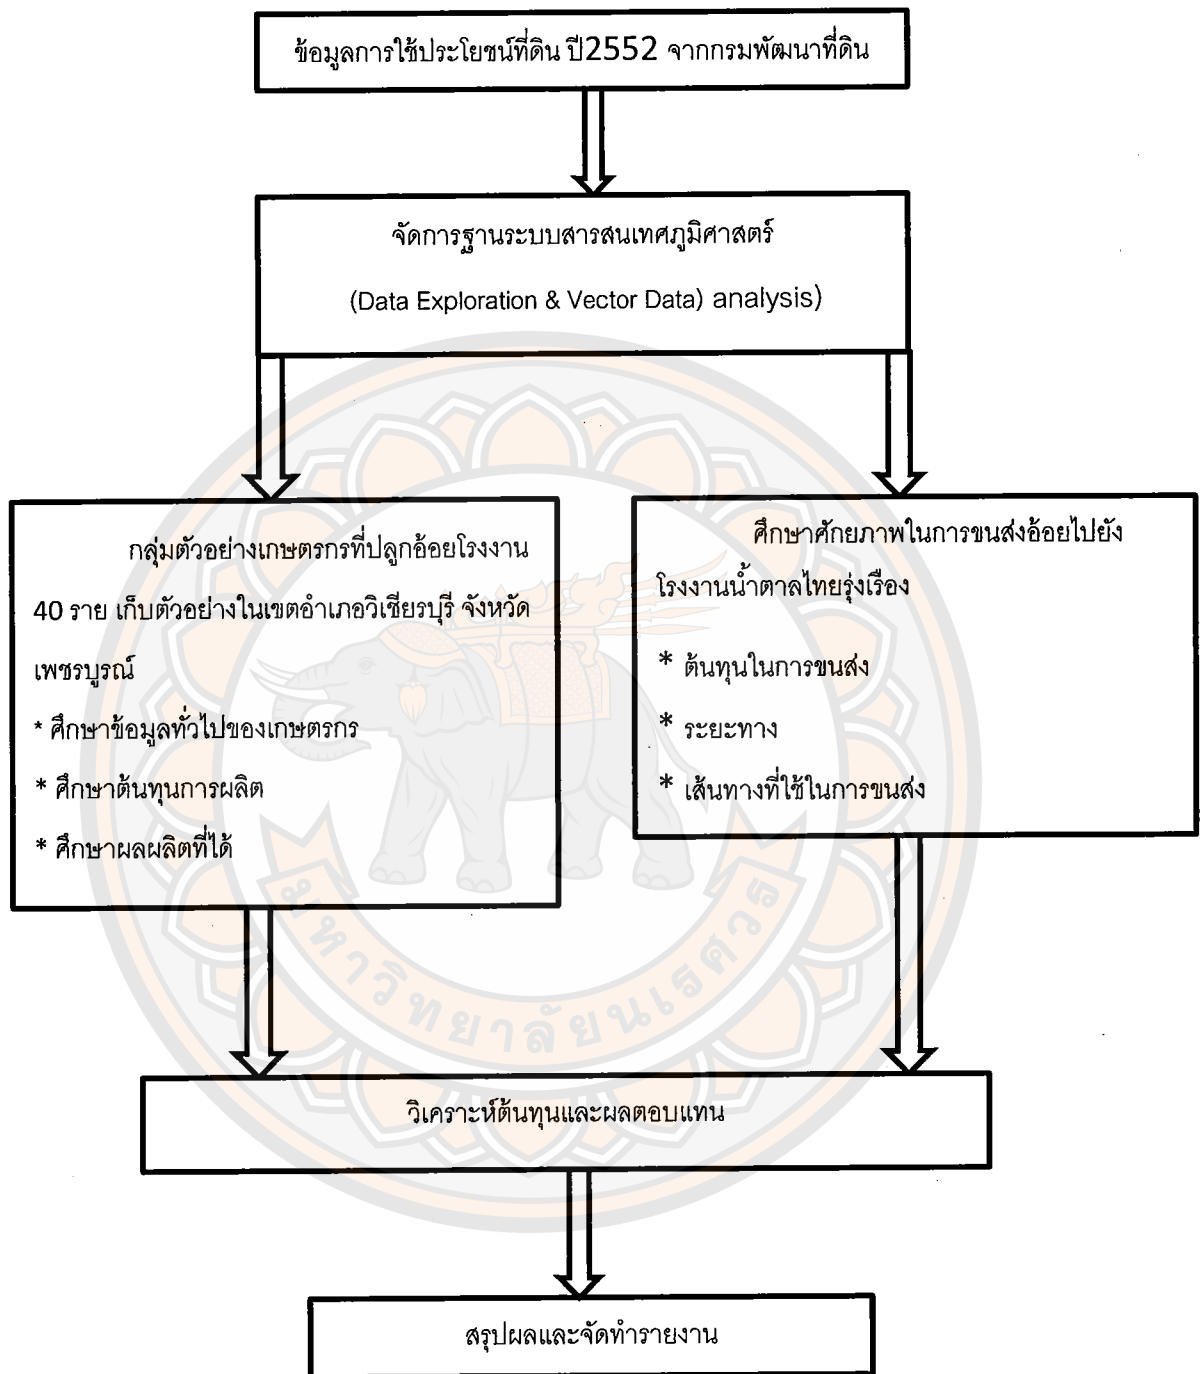 ข้อมูลการใช้ประโยชน์ที่ดิน ปี2552 จากกรมพัฒนาที่ดิน
จัดการฐานระบบสารสนเทศภูมิศาสตร์
(Data Exploration & Vector Data) analysis)
กลุ่มตัวอย่างเกษตรกรที่ปลูกอ้อยโรงงาน
40 ราย เก็บตัวอย่างในเขตอำเภอวิเชียรบุรี จังหวัด
เพชรบูรณ์
* ศึกษาข้อมูลทั่วไปของเกษตรกร
* ศึกษาต้นทุนการผลิต
* ศึกษาผลผลิตที่ได้
ศึกษาศักยภาพในการขนส่งอ้อยไปยัง
โรงงานน้ำตาลไทยรุ่งเรือง
* ต้นทุนในการขนส่ง
* ระยะทาง
* เส้นทางที่ใช้ในการขนส่ง
มหาวิทยาลัยนเรศวร
วิเคราะห์ต้นทุนและผลตอบแทน
สรุปผลและจัดทำรายงาน